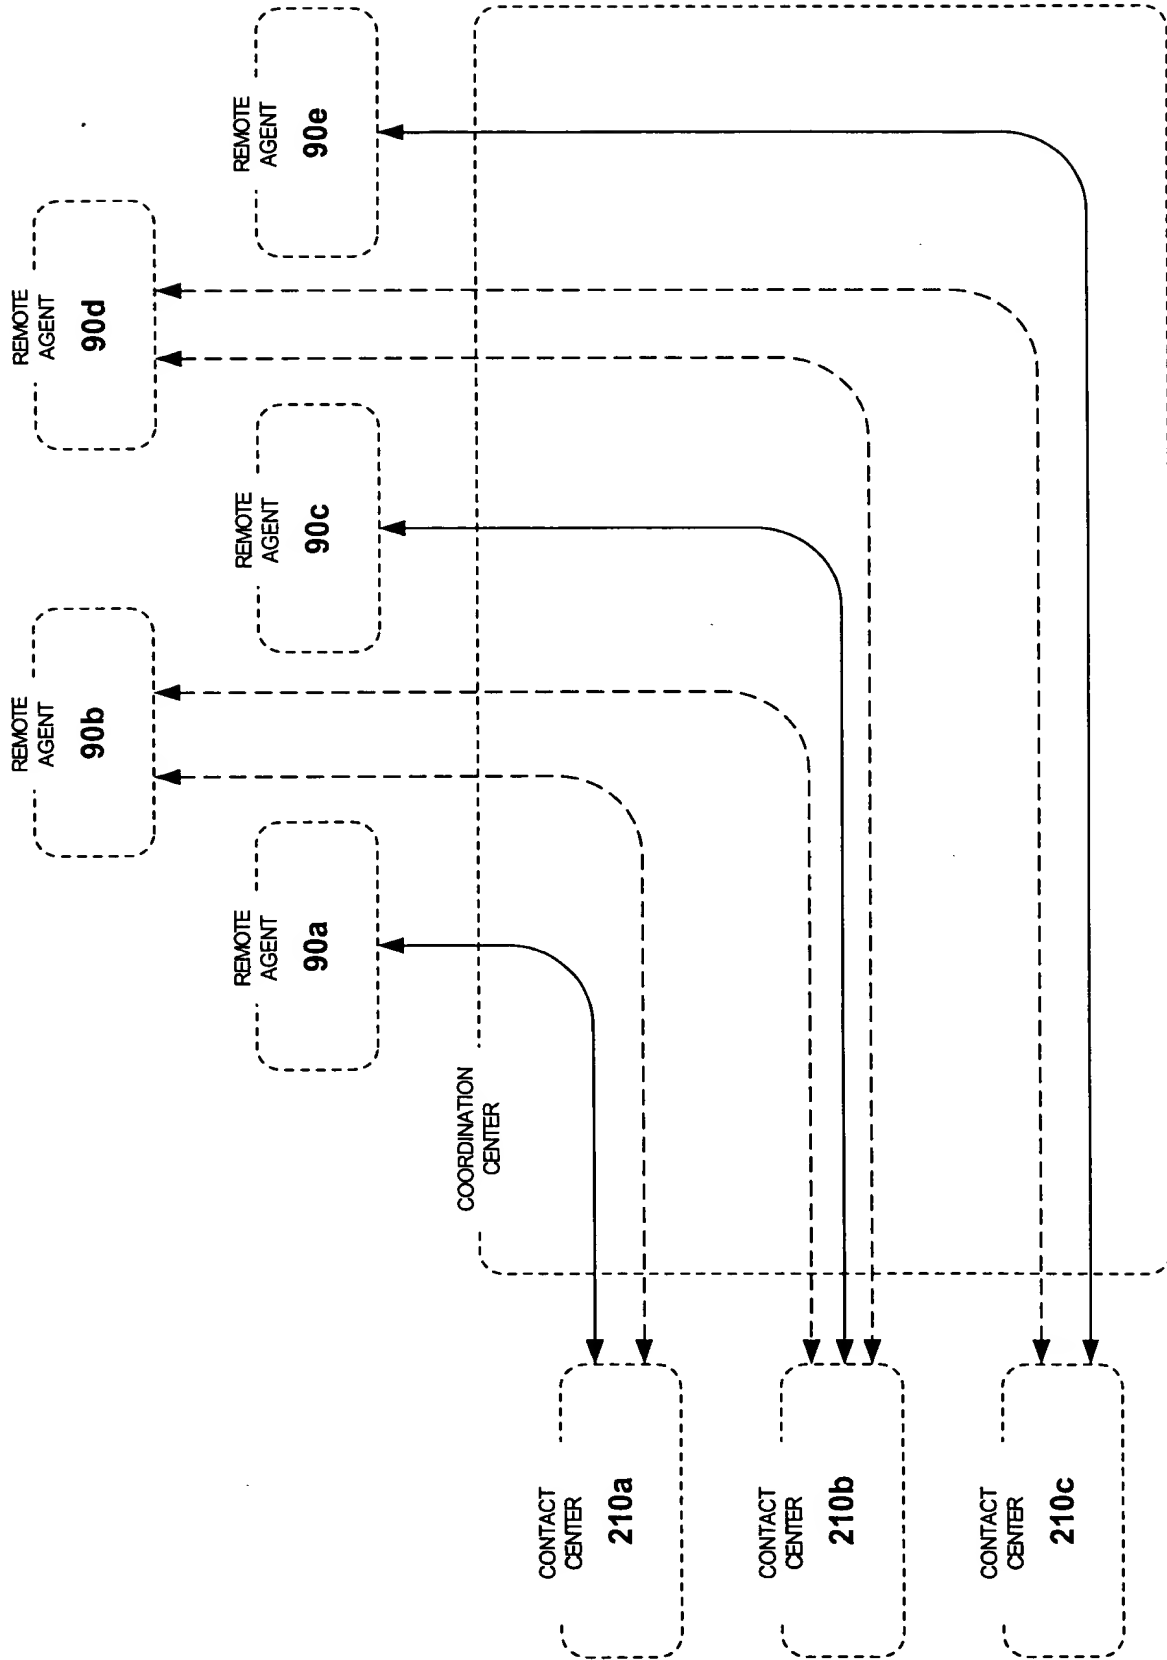 REMOTE
AGENT
90b
REMOTE
AGENT
90d
REMOTE
AGENT
90a
REMOTE
AGENT
90c
REMOTE
AGENT
90e
COORDINATION
CENTER
CONTACT
CENTER
210a
CONTACT
CENTER
210b
CONTACT
CENTER
210c